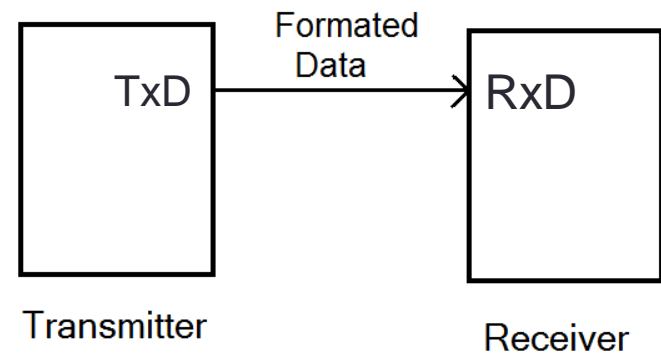 Formated
Data
TxD
RxD
Transmitter
Receiver